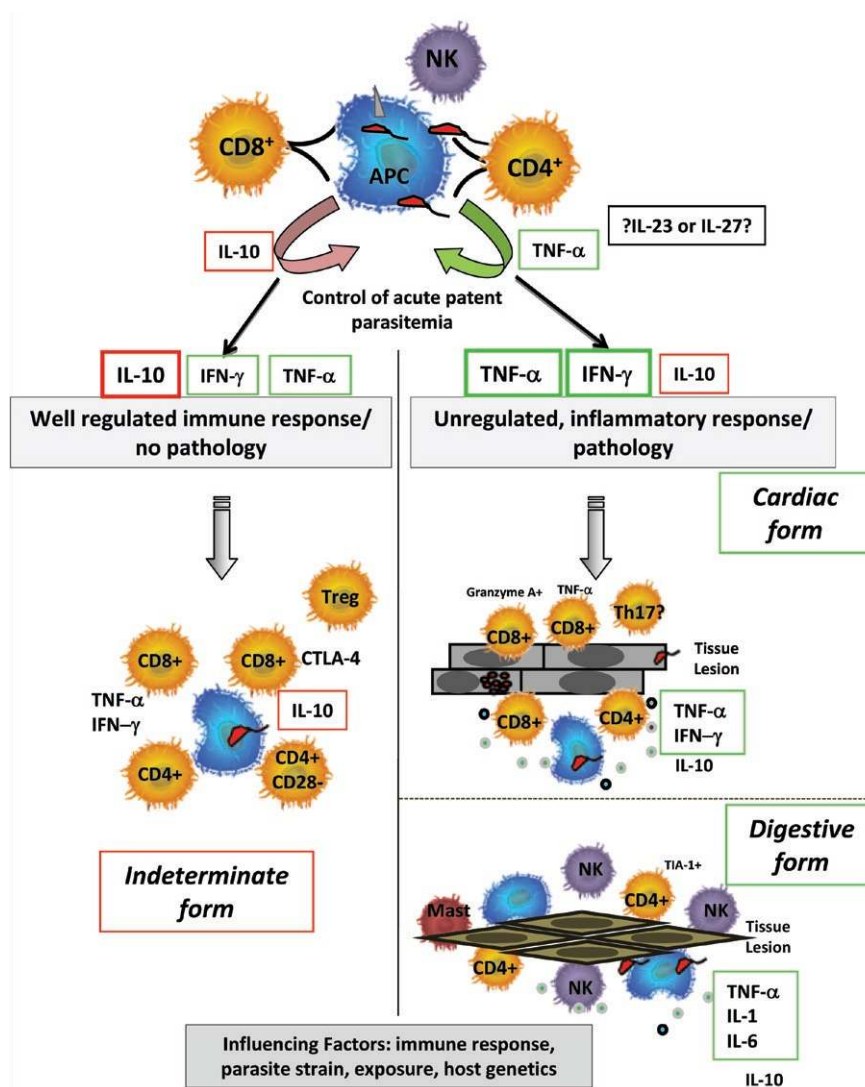 NK
CD8+
APC
CD4+
IL-10
TNF-α
?IL-23 or IL-27?
Control of acute patent
parasitemia
IL-10
IFN-γ
TNF-α
Well regulated immune response/
no pathology
TNF-α
IFN-γ
IL-10
Unregulated, inflammatory response/
pathology
Treg
CD8+
CD8+
CTLA-4
TNF-α
IFN–γ
IL-10
CD4+
CD4+
CD28-
Indeterminate
form
Cardiac
form
Granzyme A+
TNF-α
Th17?
CD8+
CD8+
Tissue
Lesion
CD8+
CD4+
TNF-α
IFN–γ
IL-10
Digestive
form
NK
TIA-1+
CD4+
Mast
NK
Tissue
Lesion
CD4+
NK
TNF-α
IL-1
IL-6
IL-10
Influencing Factors: immune response,
parasite strain, exposure, host genetics